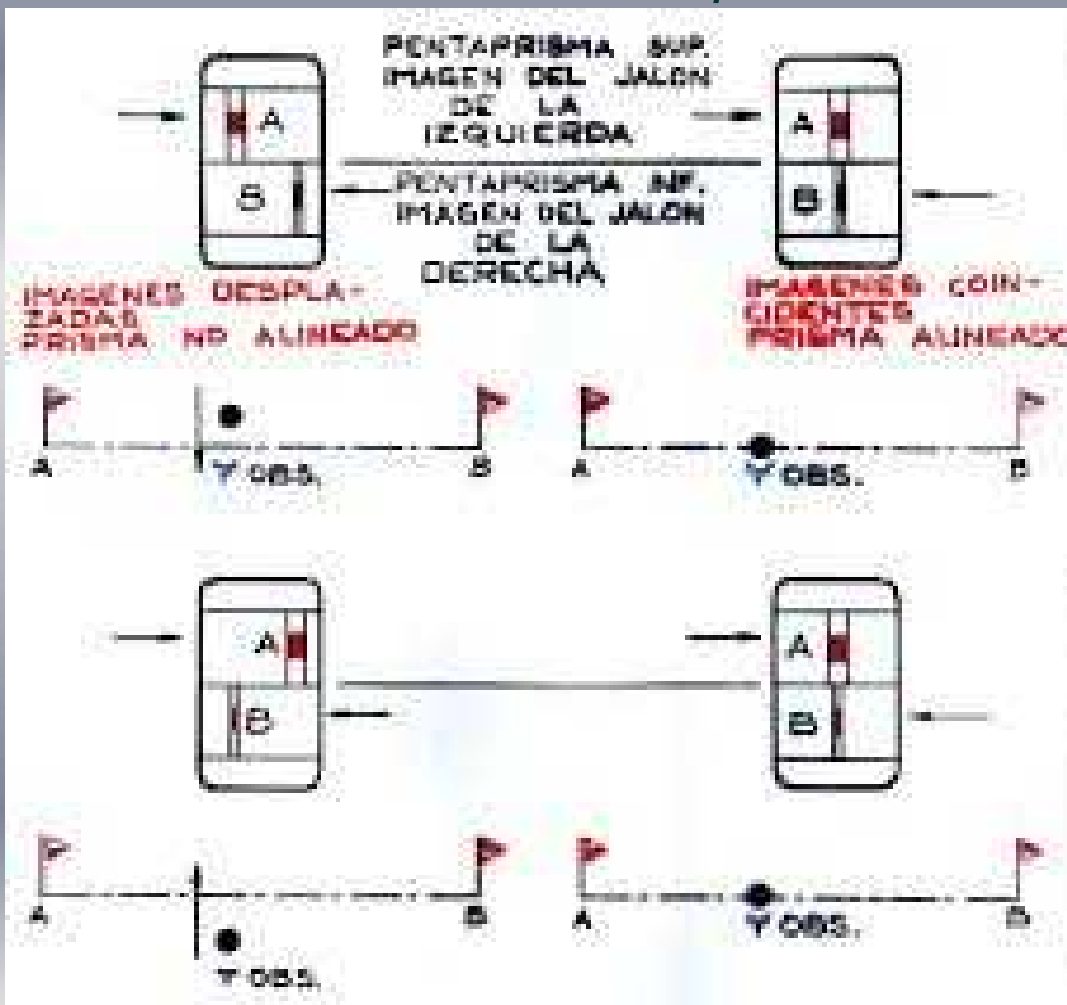 PENTAPRISMA SUP.
IMAGEN DEL JALON
DE LA
IZQUIERDA
A
A
B
B
PENTAPRISMA INF.
IMAGEN DEL JALON
DE LA
DERECHA
IMAGENES DESPLA-
ZADAS
PRISMA NO ALINEADO
IMAGENES COIN-
CIDENTES
PRISMA ALINEADO
A
OBS.
B
A
OBS.
B
A
B
A
B
A
OBS.
B
A
OBS.
B